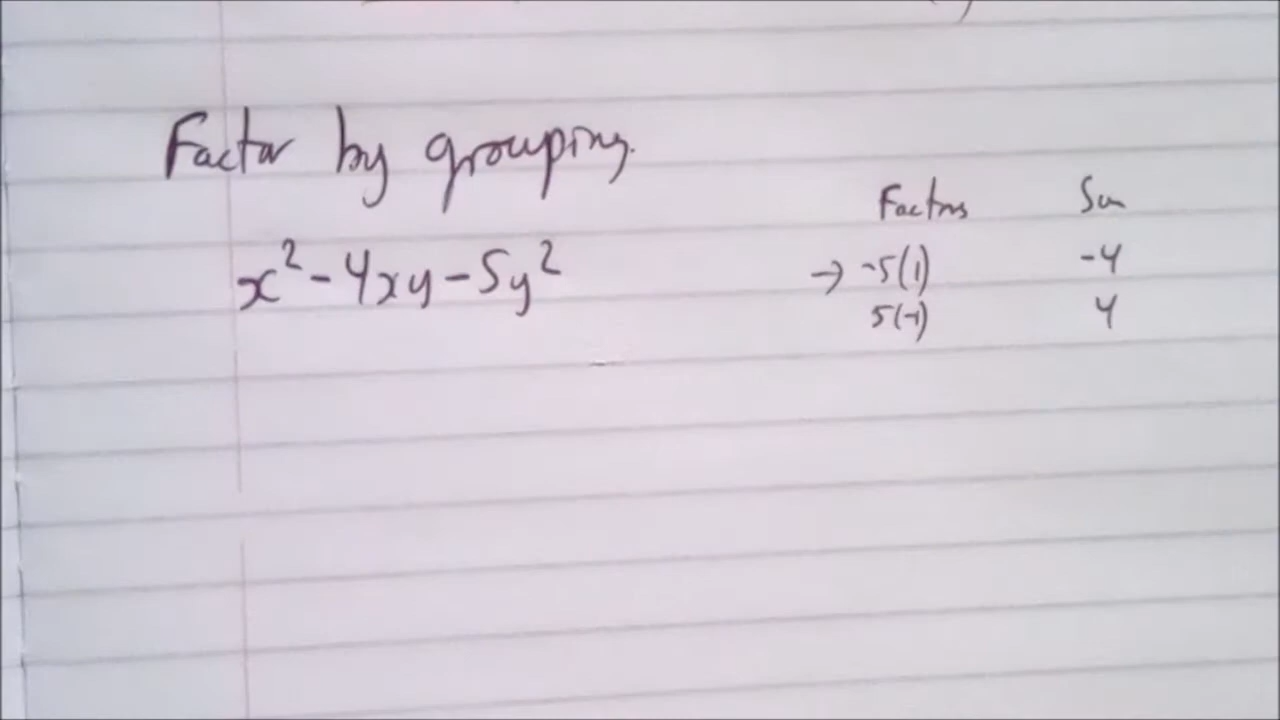 Factor by grouping.
Factors Sum
x² - 4xy - 5y²
→ -5(1) -4
5(-1) 4